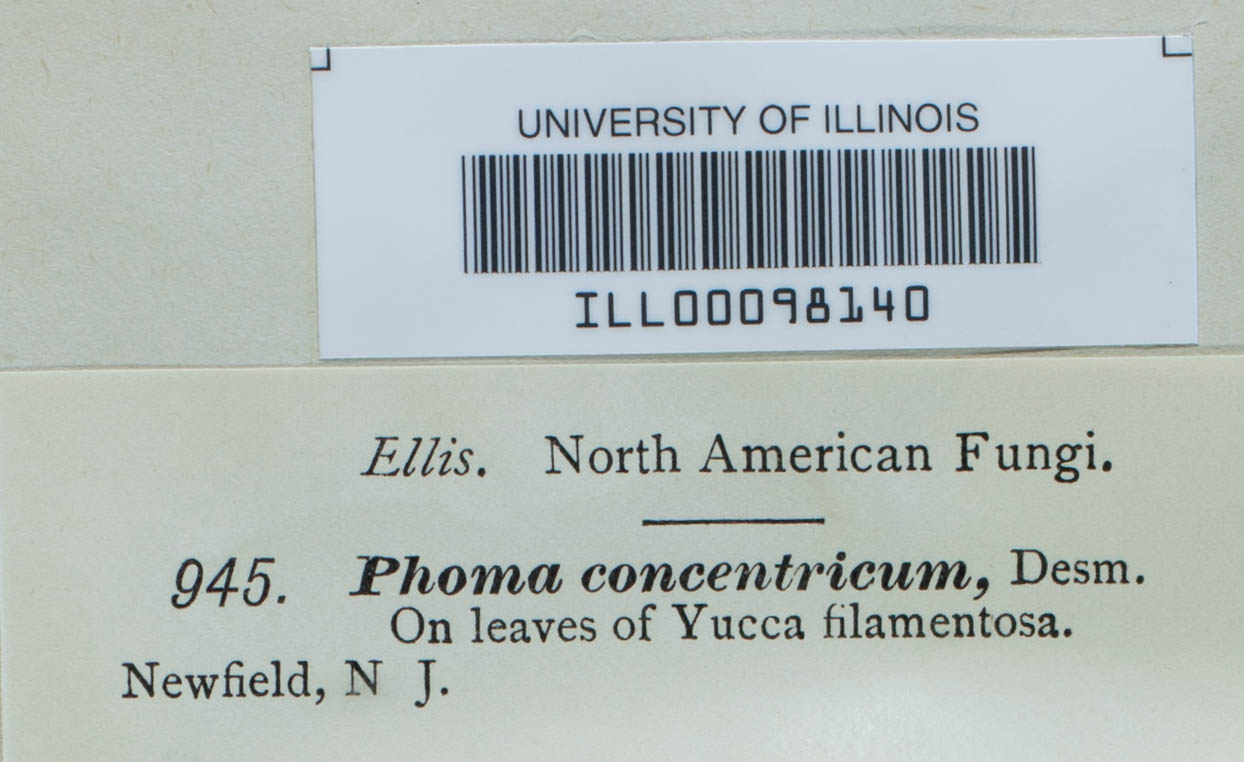 UNIVERSITY OF ILLINOIS
ILL00098140
Ellis. North American Fungi.
945. Phoma concentricum, Desm.
On leaves of Yucca filamentosa.
Newfield, N J.